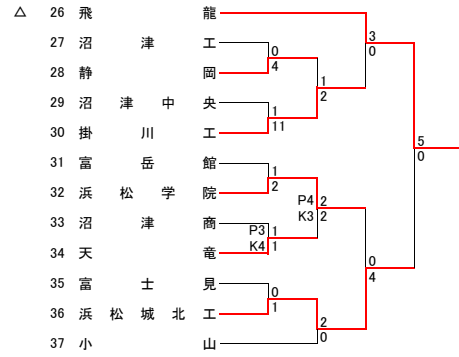 △ 26 飛龍
27 沼津工
28 静岡
29 沼津中央
30 掛川工
31 富岳館
32 浜松学院
33 沼津商
34 天竜
35 富士見
36 浜松城北工
37 小山
0
4
1
11
1
2
P3 1
K4 1
0
1
1
2
P4 2
K3 2
2
0
3
0
0
4
5
0